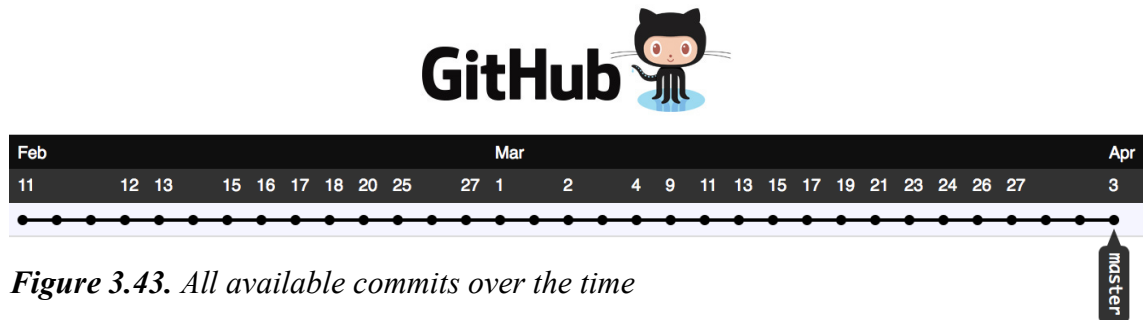 GitHub
Feb Mar Apr
11 12 13 15 16 17 18 20 25 27 1 2 4 9 11 13 15 17 19 21 23 24 26 27 3
master
Figure 3.43. All available commits over the time